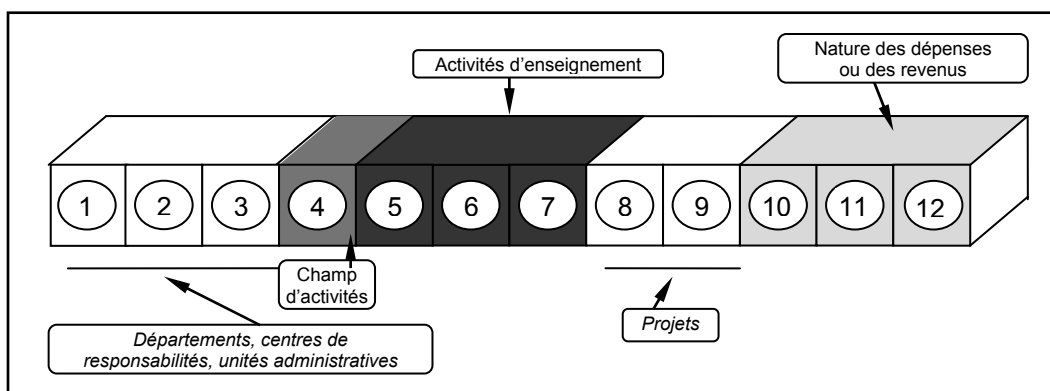 Nature des dépenses
ou des revenus
Activités d'enseignement
1 2 3 4 5 6 7 8 9 10 11 12
Champ
d'activités
Départements, centres de
responsabilités, unités administratives
Projets